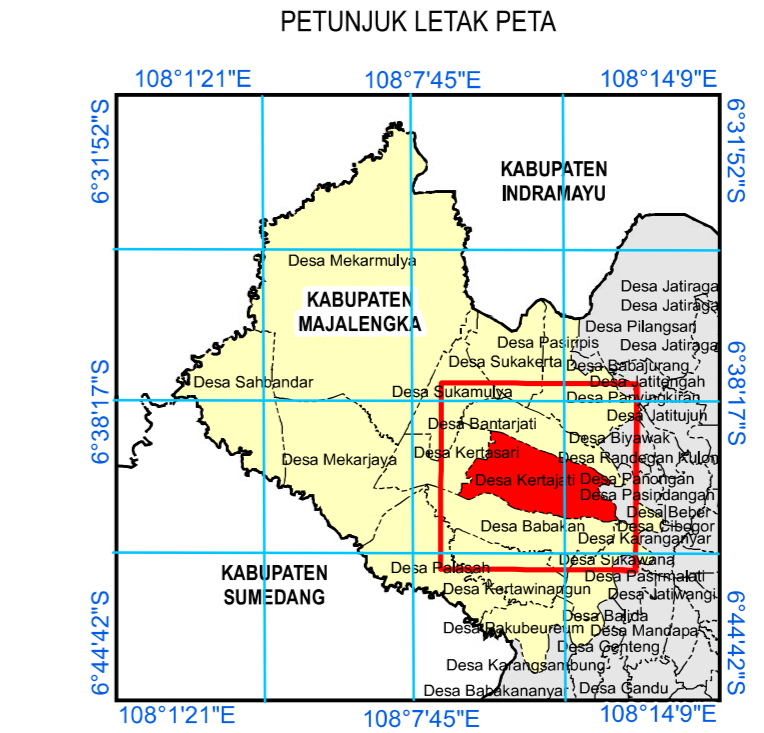 PETUNJUK LETAK PETA
108°1'21"E 108°7'45"E 108°14'9"E
6°31'52"S
6°31'52"S
KABUPATEN
INDRAMAYU
Desa Mekarmulya
Desa Jatiraga
KABUPATEN
MAJALENGKA
Desa Jatiraga
Desa Pilangsari
Desa Pasiripis
Desa Jatiraga
Desa Sukakerta
Desa Babajurang
6°38'17"S
6°38'17"S
Desa Sahbandar
Desa Jatitengah
Desa Sukamulya
Desa Panyingkiran
Desa Jatitujuh
Desa Bantarjati
Desa Biyawak
Desa Kertasari
Desa Mekarjaya
Desa Randegan Kulon
Desa Kertajati
Desa Panongan
Desa Pasindangan
Desa Beber
Desa Babakan
Desa Cibogor
Desa Karanganyar
Desa Sukawana
Desa Palasah
KABUPATEN
SUMEDANG
Desa Pasirmalati
Desa Kertawinangun
Desa Jatiwangi
6°44'42"S
6°44'42"S
Desa Balida
Desa Pakubeureum
Desa Mandapa
Desa Genteng
Desa Karangsambung
Desa Babakananyar
Desa Gandu
108°1'21"E 108°7'45"E 108°14'9"E